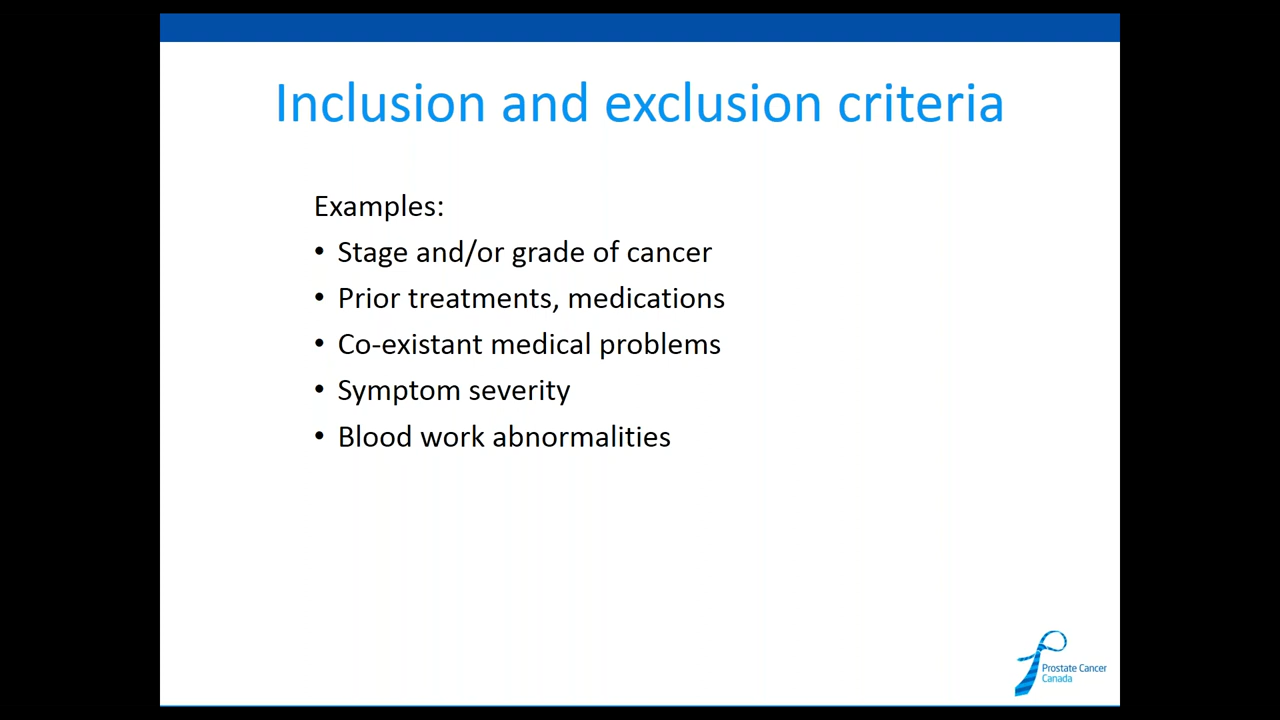 Inclusion and exclusion criteria
Examples:
• Stage and/or grade of cancer
• Prior treatments, medications
• Co-existant medical problems
• Symptom severity
• Blood work abnormalities
Prostate Cancer
Canada